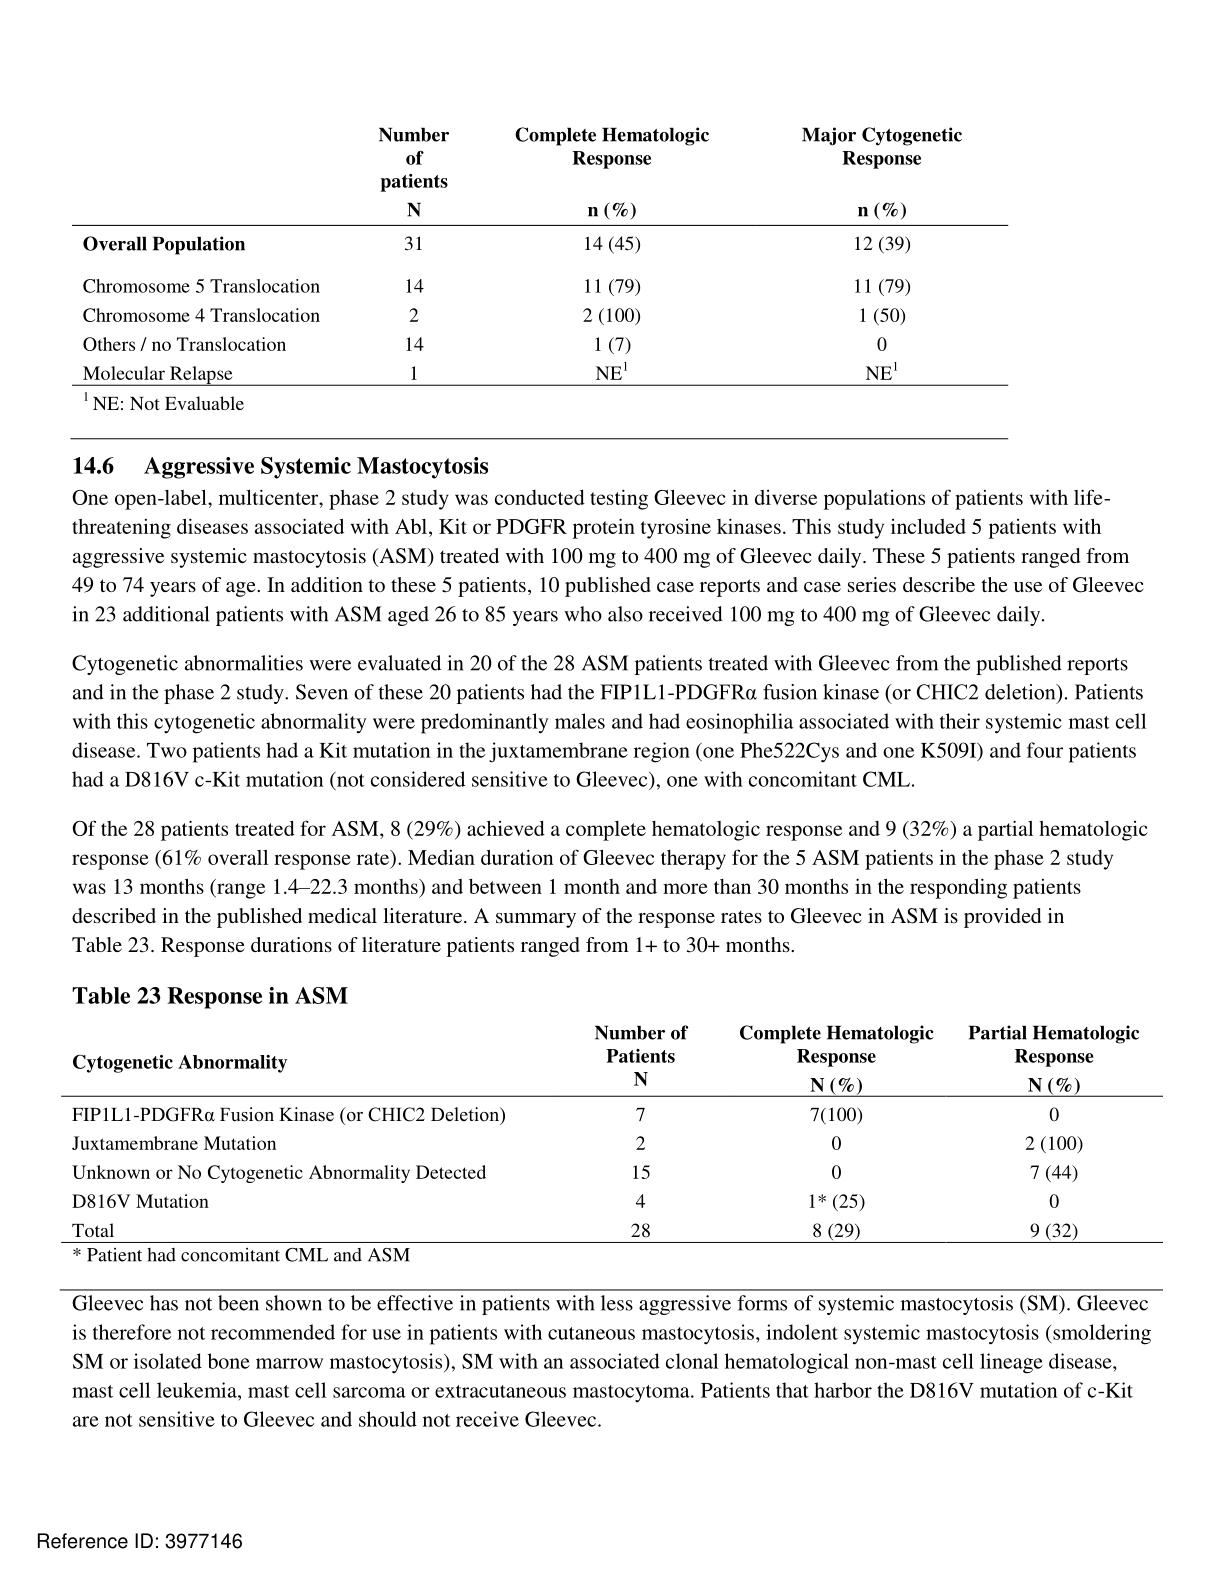 Number of patients N Complete Hematologic Response n (%) Major Cytogenetic Response n (%)
Overall Population 31 14 (45) 12 (39)
Chromosome 5 Translocation 14 11 (79) 11 (79)
Chromosome 4 Translocation 2 2 (100) 1 (50)
Others / no Translocation 14 1 (7) 0
Molecular Relapse 1 NE¹ NE¹
¹ NE: Not Evaluable
14.6 Aggressive Systemic Mastocytosis
One open-label, multicenter, phase 2 study was conducted testing Gleevec in diverse populations of patients with life-
threatening diseases associated with Abl, Kit or PDGFR protein tyrosine kinases. This study included 5 patients with
aggressive systemic mastocytosis (ASM) treated with 100 mg to 400 mg of Gleevec daily. These 5 patients ranged from
49 to 74 years of age. In addition to these 5 patients, 10 published case reports and case series describe the use of Gleevec
in 23 additional patients with ASM aged 26 to 85 years who also received 100 mg to 400 mg of Gleevec daily.
Cytogenetic abnormalities were evaluated in 20 of the 28 ASM patients treated with Gleevec from the published reports
and in the phase 2 study. Seven of these 20 patients had the FIP1L1-PDGFRα fusion kinase (or CHIC2 deletion). Patients
with this cytogenetic abnormality were predominantly males and had eosinophilia associated with their systemic mast cell
disease. Two patients had a Kit mutation in the juxtamembrane region (one Phe522Cys and one K509I) and four patients
had a D816V c-Kit mutation (not considered sensitive to Gleevec), one with concomitant CML.
Of the 28 patients treated for ASM, 8 (29%) achieved a complete hematologic response and 9 (32%) a partial hematologic
response (61% overall response rate). Median duration of Gleevec therapy for the 5 ASM patients in the phase 2 study
was 13 months (range 1.4–22.3 months) and between 1 month and more than 30 months in the responding patients
described in the published medical literature. A summary of the response rates to Gleevec in ASM is provided in
Table 23. Response durations of literature patients ranged from 1+ to 30+ months.
Table 23 Response in ASM
Cytogenetic Abnormality Number of Patients N Complete Hematologic Response N (%) Partial Hematologic Response N (%)
FIP1L1-PDGFRα Fusion Kinase (or CHIC2 Deletion) 7 7(100) 0
Juxtamembrane Mutation 2 0 2 (100)
Unknown or No Cytogenetic Abnormality Detected 15 0 7 (44)
D816V Mutation 4 1* (25) 0
Total 28 8 (29) 9 (32)
* Patient had concomitant CML and ASM
Gleevec has not been shown to be effective in patients with less aggressive forms of systemic mastocytosis (SM). Gleevec
is therefore not recommended for use in patients with cutaneous mastocytosis, indolent systemic mastocytosis (smoldering
SM or isolated bone marrow mastocytosis), SM with an associated clonal hematological non-mast cell lineage disease,
mast cell leukemia, mast cell sarcoma or extracutaneous mastocytoma. Patients that harbor the D816V mutation of c-Kit
are not sensitive to Gleevec and should not receive Gleevec.
Reference ID: 3977146